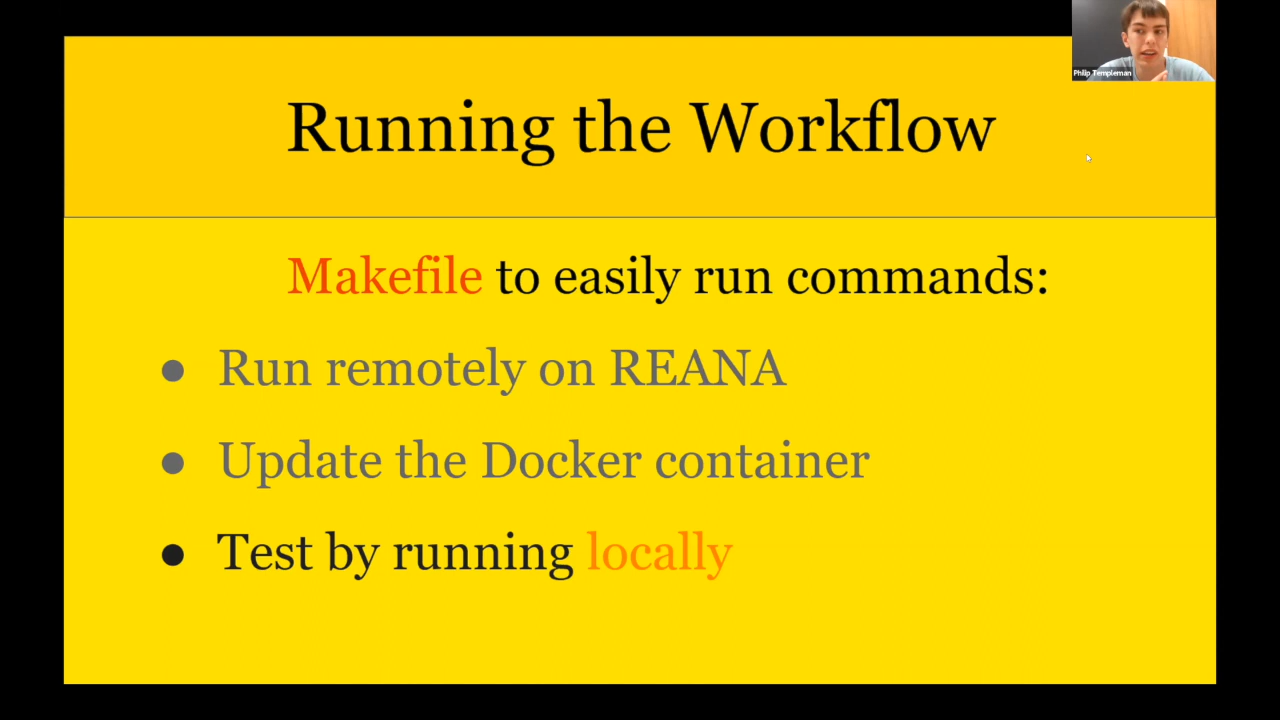 Philip Templeman
Running the Workflow
Makefile to easily run commands:
● Run remotely on REANA
● Update the Docker container
● Test by running locally